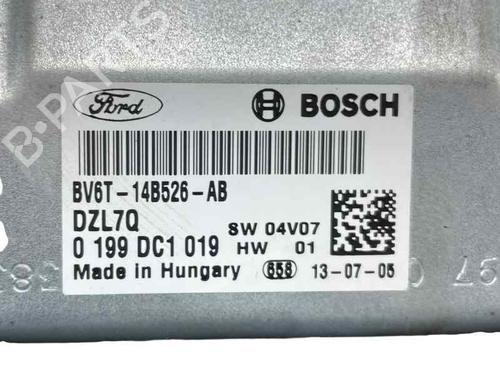 Ford
BOSCH
BV6T-14B526-AB
DZL7Q
SW 04V07
0 199 DC1 019
HW 01
Made in Hungary
658
13-07-05
B-PARTS